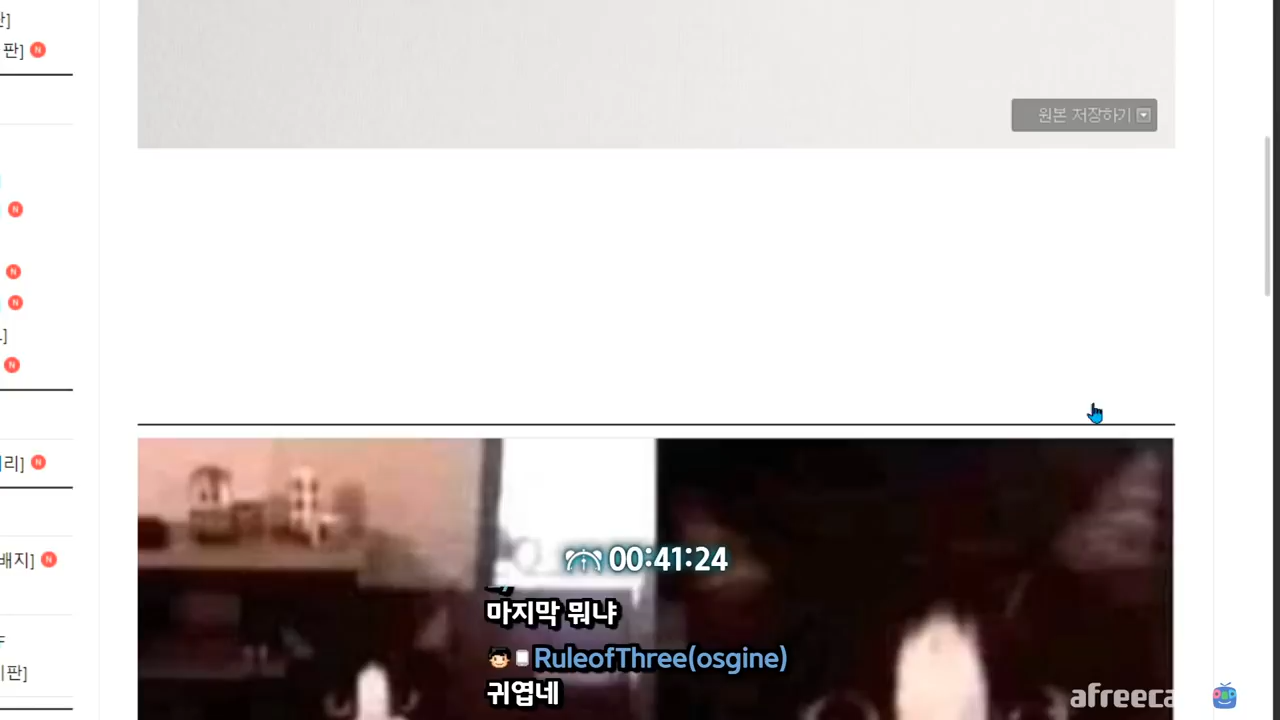 판]
원본 저장하기
리]
배지]
판]
00:41:24
마지막 뭐냐
RuleofThree(osgine)
귀엽네
afreeca